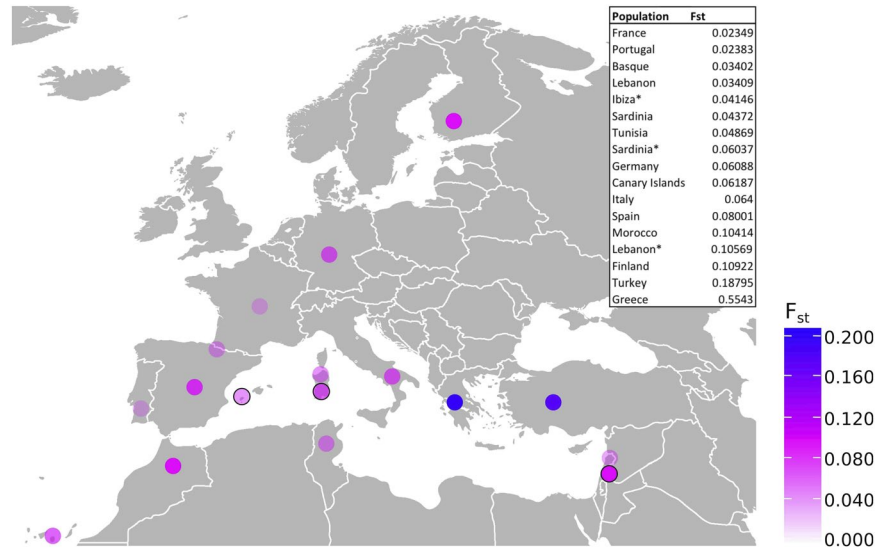 Population Fst
France 0.02349
Portugal 0.02383
Basque 0.03402
Lebanon 0.03409
Ibiza* 0.04146
Sardinia 0.04372
Tunisia 0.04869
Sardinia* 0.06037
Germany 0.06088
Canary Islands 0.06187
Italy 0.064
Spain 0.08001
Morocco 0.10414
Lebanon* 0.10569
Finland 0.10922
Turkey 0.18795
Greece 0.5543
Fst
0.200
0.160
0.120
0.080
0.040
0.000